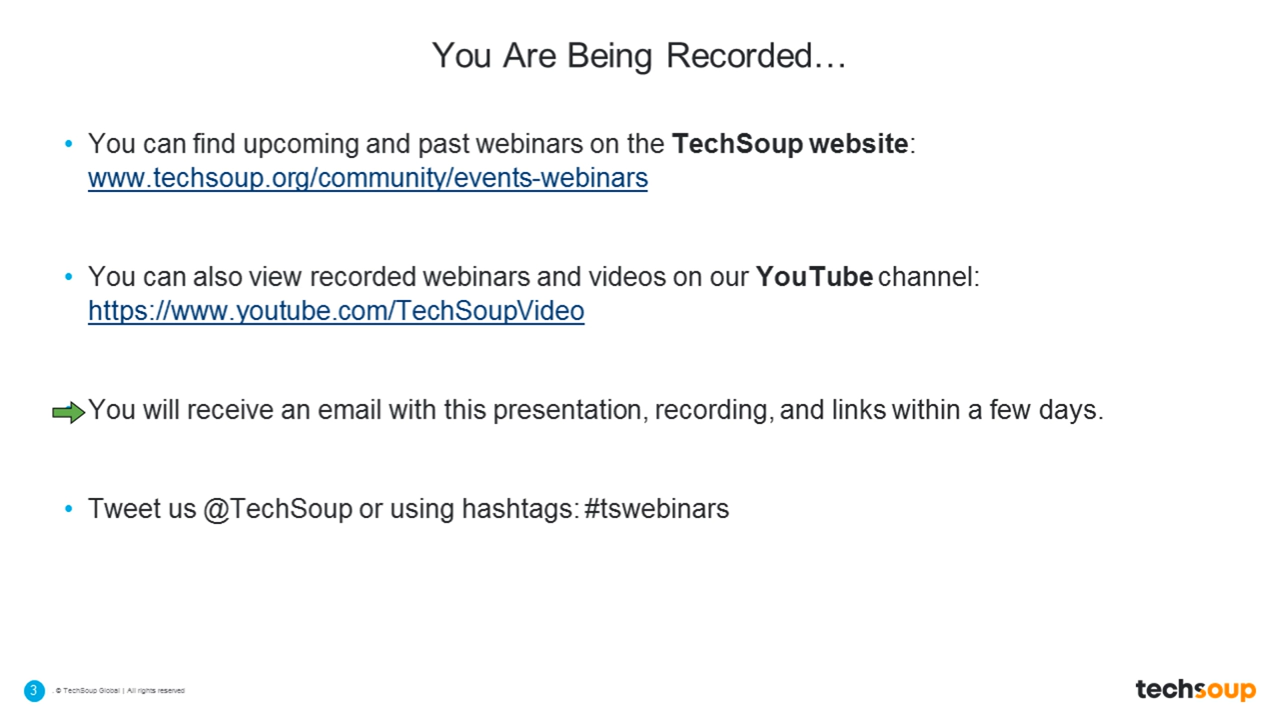 You Are Being Recorded…
• You can find upcoming and past webinars on the TechSoup website:
www.techsoup.org/community/events-webinars
• You can also view recorded webinars and videos on our YouTube channel:
https://www.youtube.com/TechSoupVideo
You will receive an email with this presentation, recording, and links within a few days.
• Tweet us @TechSoup or using hashtags: #tswebinars
3 . © TechSoup Global | All rights reserved
techsoup